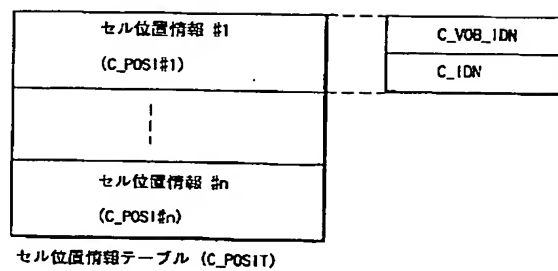 セル位置情報 #1
(C_POSI#1)
C_VOB_IDN
C_IDN
セル位置情報 #n
(C_POSI#n)
セル位置情報テーブル (C_POSIT)